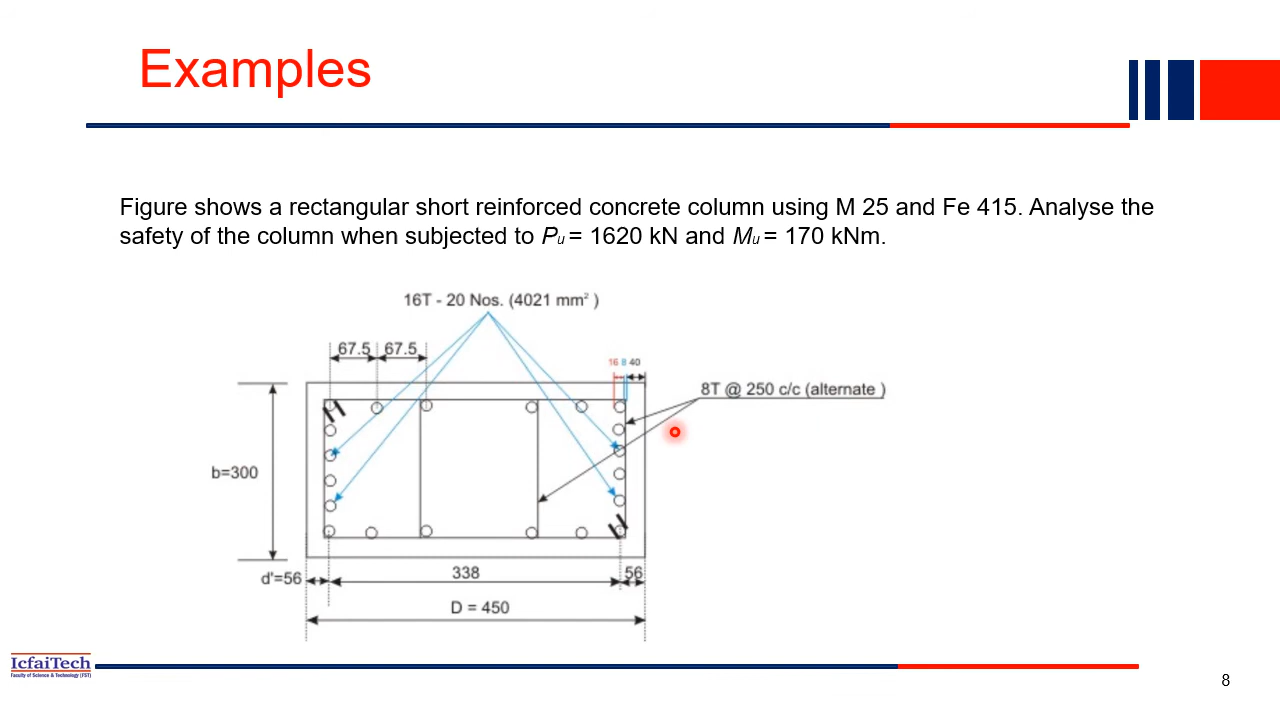 Examples
Figure shows a rectangular short reinforced concrete column using M 25 and Fe 415. Analyse the
safety of the column when subjected to Pu = 1620 kN and Mu = 170 kNm.
16T - 20 Nos. (4021 mm² )
67.5 67.5
16 8 40
8T @ 250 c/c (alternate )
b=300
d'=56
338
56
D = 450
IcfaiTech
Faculty of Science & Technology (FST)
8